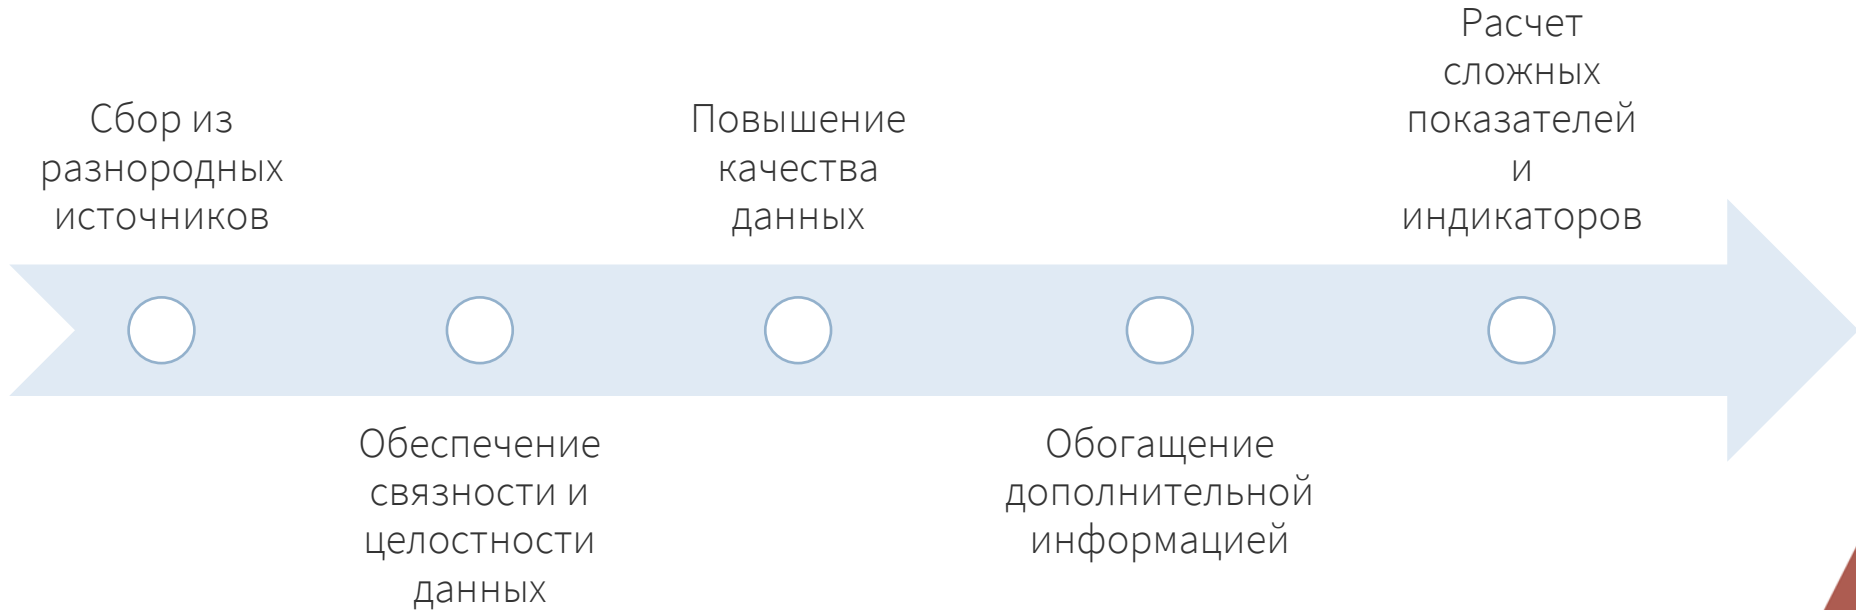 Сбор из
разнородных
источников
Обеспечение
связности и
целостности
данных
Повышение
качества
данных
Обогащение
дополнительной
информацией
Расчет
сложных
показателей
и
индикаторов